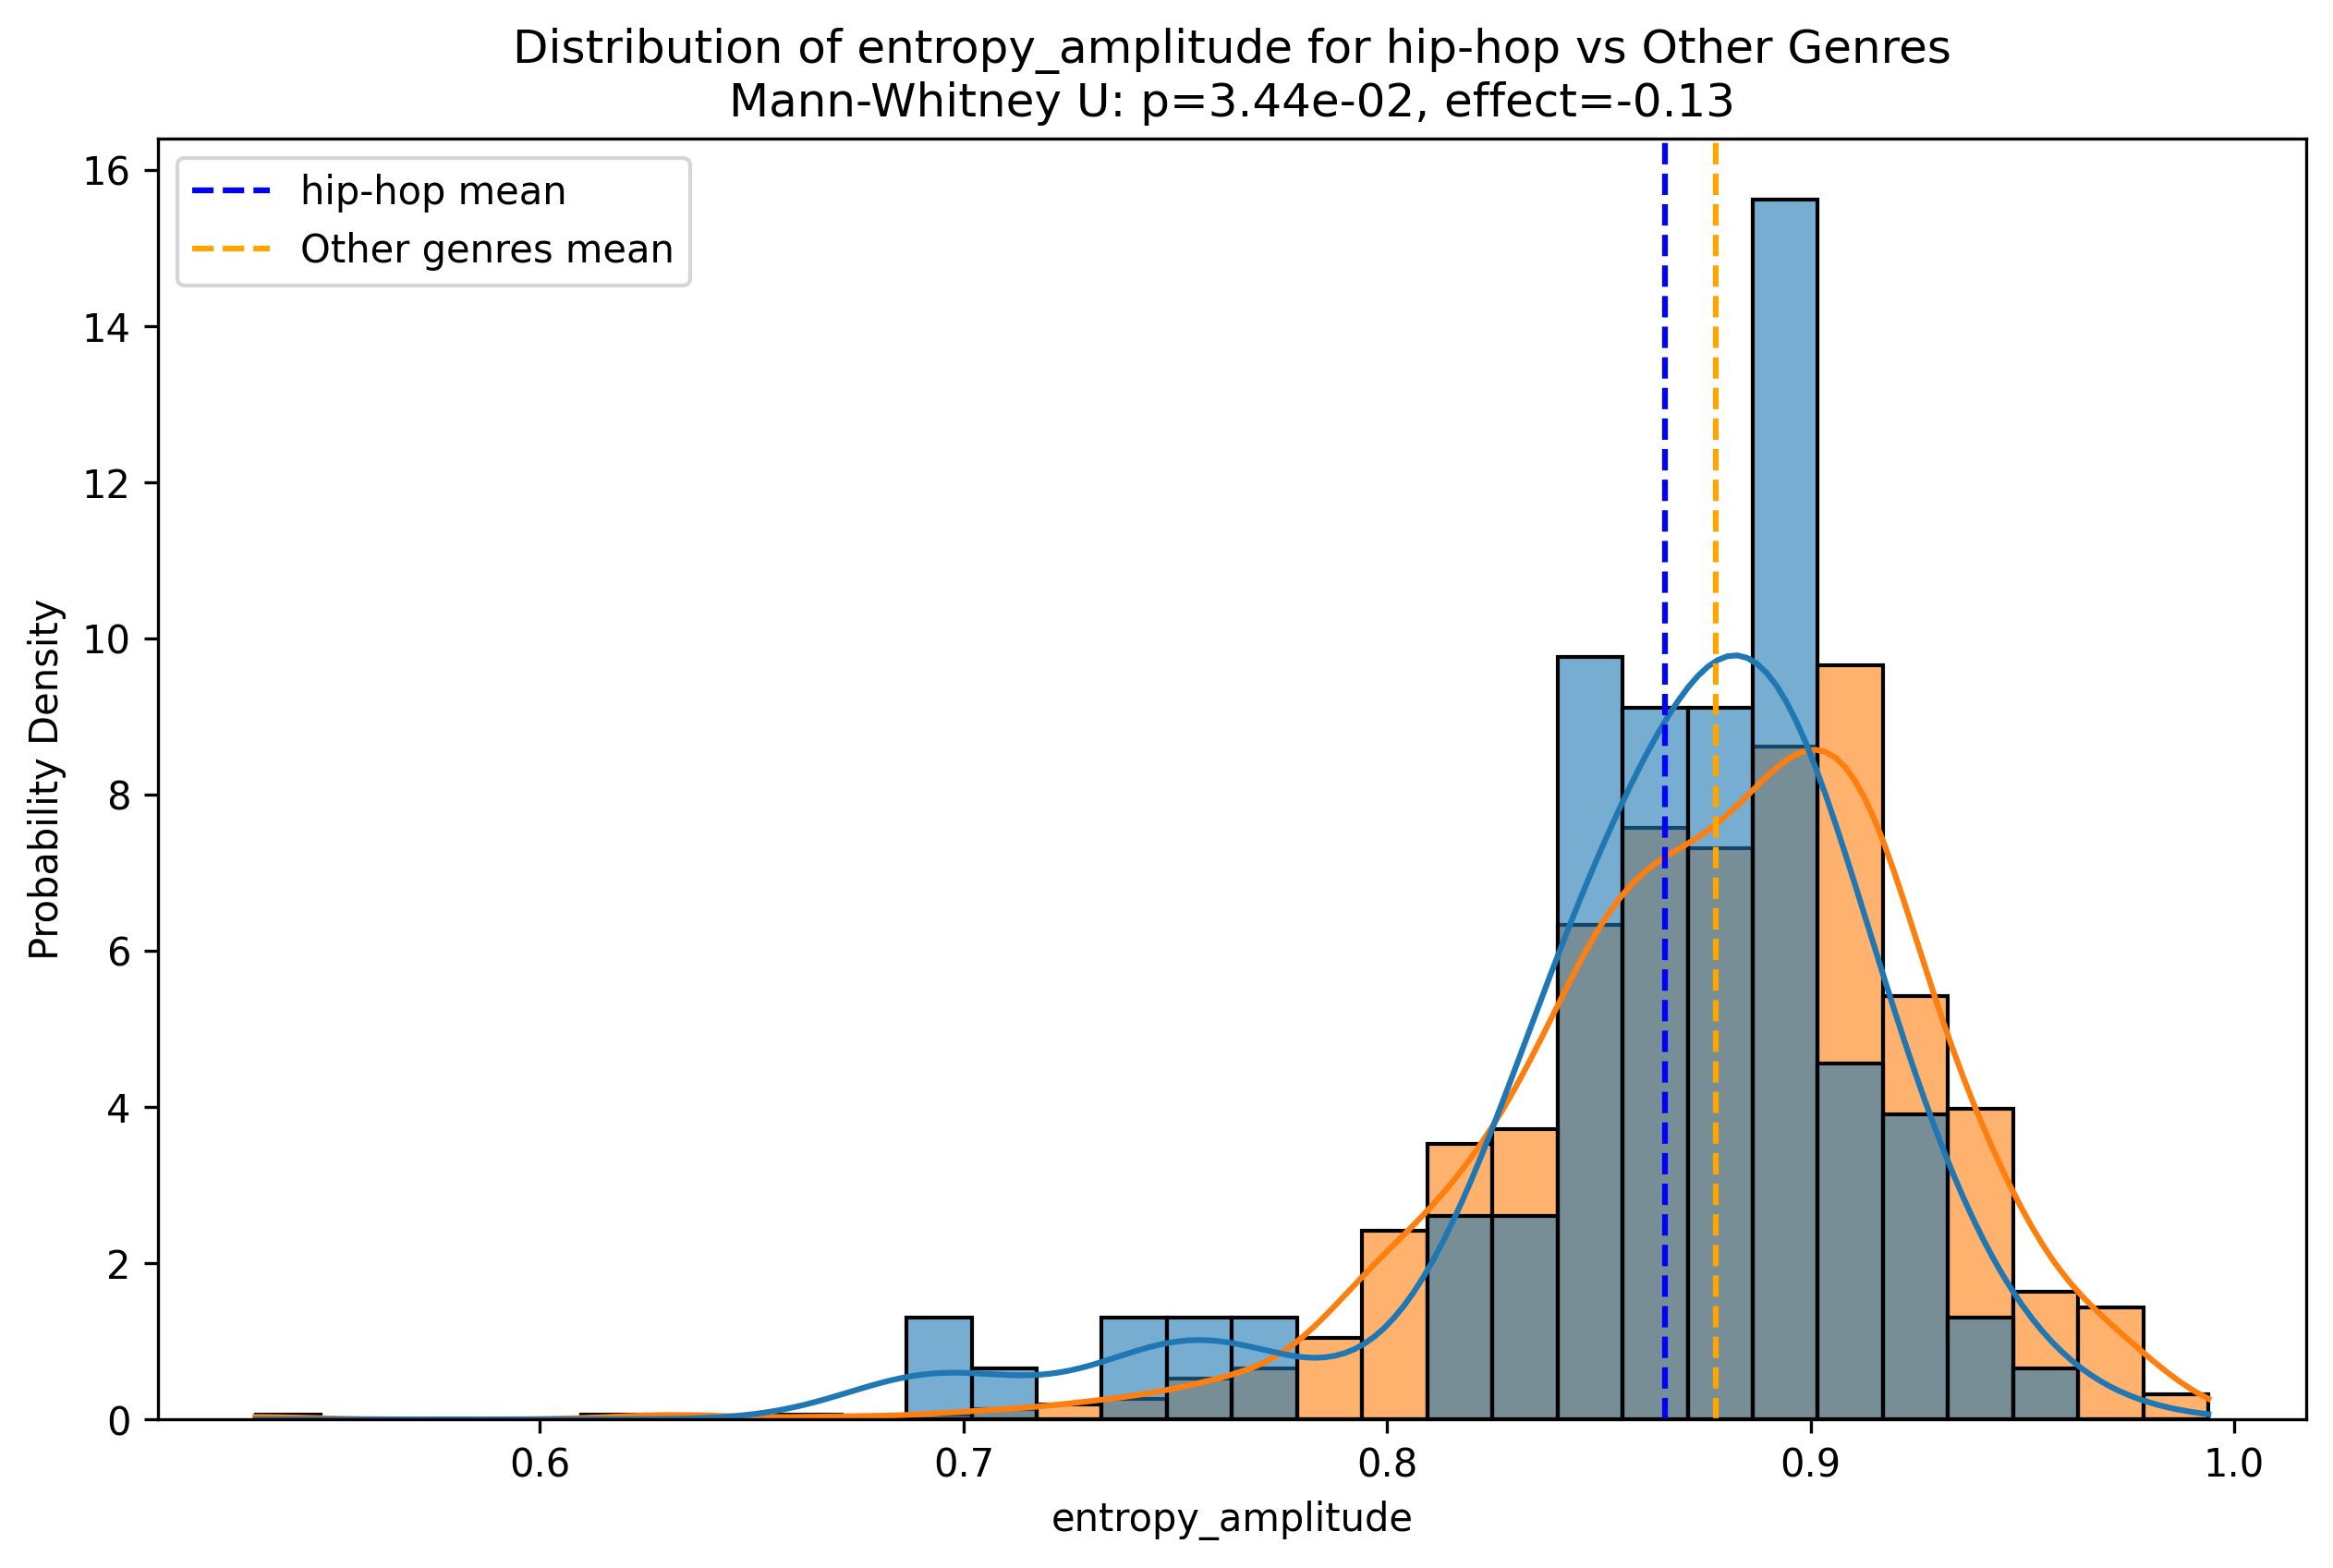 Distribution of entropy_amplitude for hip-hop vs Other Genres
Mann-Whitney U: p=3.44e-02, effect=-0.13
hip-hop mean
Other genres mean
16
14
12
10
8
6
4
2
0
Probability Density
0.6
0.7
0.8
0.9
1.0
entropy_amplitude